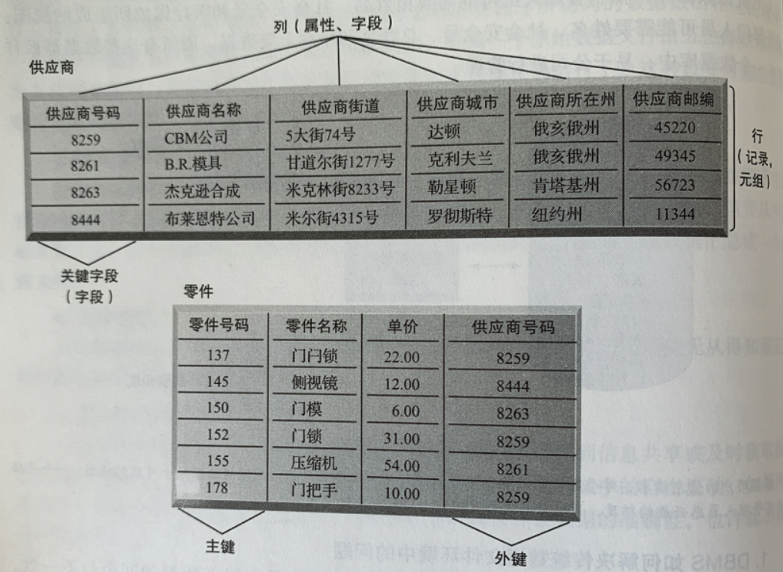 列（属性、字段）
供应商
供应商号码 供应商名称 供应商街道 供应商城市 供应商所在州 供应商邮编
8259 CBM公司 5大街74号 达顿 俄亥俄州 45220
8261 B.R.模具 甘道尔街1277号 克利夫兰 俄亥俄州 49345
8263 杰克逊合成 米克林街8233号 勒星顿 肯塔基州 56723
8444 布莱恩特公司 米尔街4315号 罗彻斯特 纽约州 11344
行
（记录,
元组）
关键字段
（字段）
零件
零件号码 零件名称 单价 供应商号码
137 门闩锁 22.00 8259
145 侧视镜 12.00 8444
150 门模 6.00 8263
152 门锁 31.00 8259
155 压缩机 54.00 8261
178 门把手 10.00 8259
主键
外键